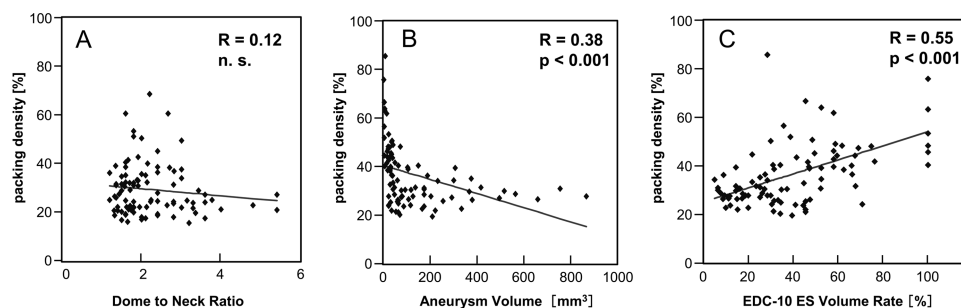 A
R = 0.12
n. s.
packing density [%]
100
80
60
40
20
0
0
2
4
6
Dome to Neck Ratio
B
R = 0.38
p < 0.001
packing density [%]
100
80
60
40
20
0
0
200
400
600
800
1000
Aneurysm Volume [mm³]
C
R = 0.55
p < 0.001
packing density [%]
100
80
60
40
20
0
0
20
40
60
80
100
EDC-10 ES Volume Rate [%]